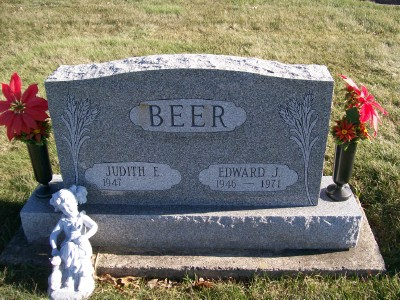 BEER
JUDITH E.
1947
EDWARD J.
1946 — 1971